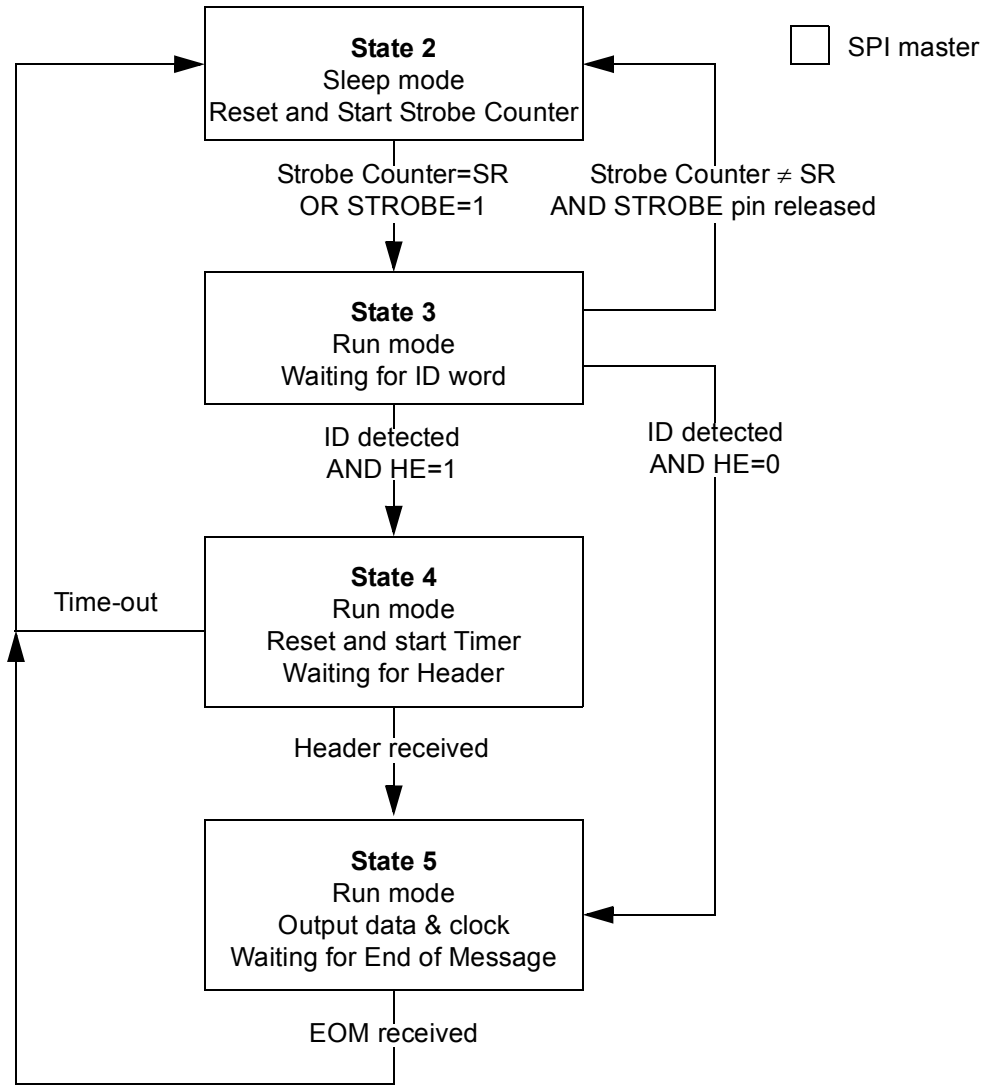 State 2
Sleep mode
Reset and Start Strobe Counter
SPI master
Strobe Counter=SR
OR STROBE=1
Strobe Counter ≠ SR
AND STROBE pin released
State 3
Run mode
Waiting for ID word
ID detected
AND HE=1
ID detected
AND HE=0
State 4
Run mode
Reset and start Timer
Waiting for Header
Time-out
Header received
State 5
Run mode
Output data & clock
Waiting for End of Message
EOM received